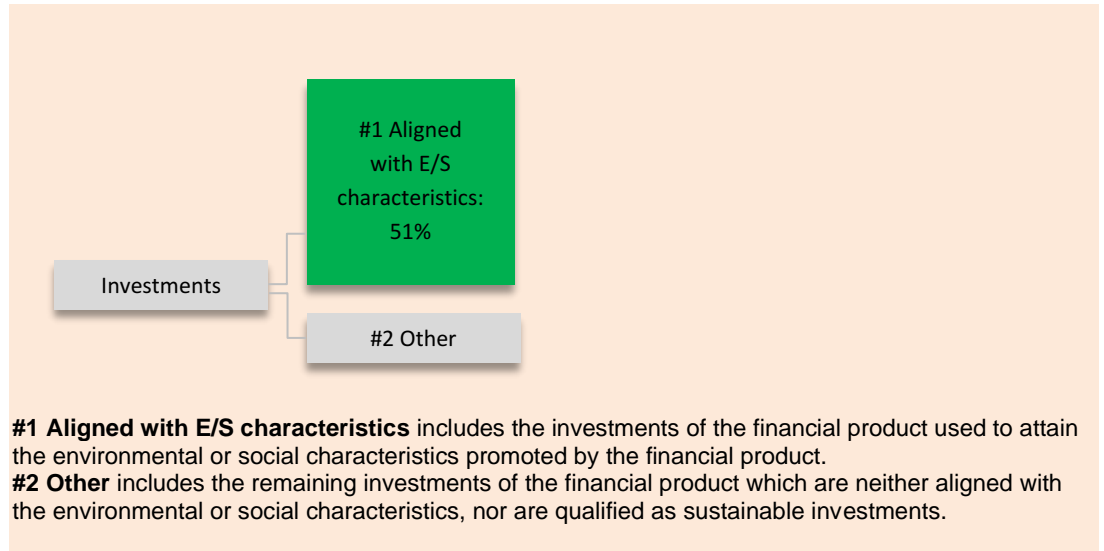 #1 Aligned
with E/S
characteristics:
51%
Investments
#2 Other
#1 Aligned with E/S characteristics includes the investments of the financial product used to attain
the environmental or social characteristics promoted by the financial product.
#2 Other includes the remaining investments of the financial product which are neither aligned with
the environmental or social characteristics, nor are qualified as sustainable investments.